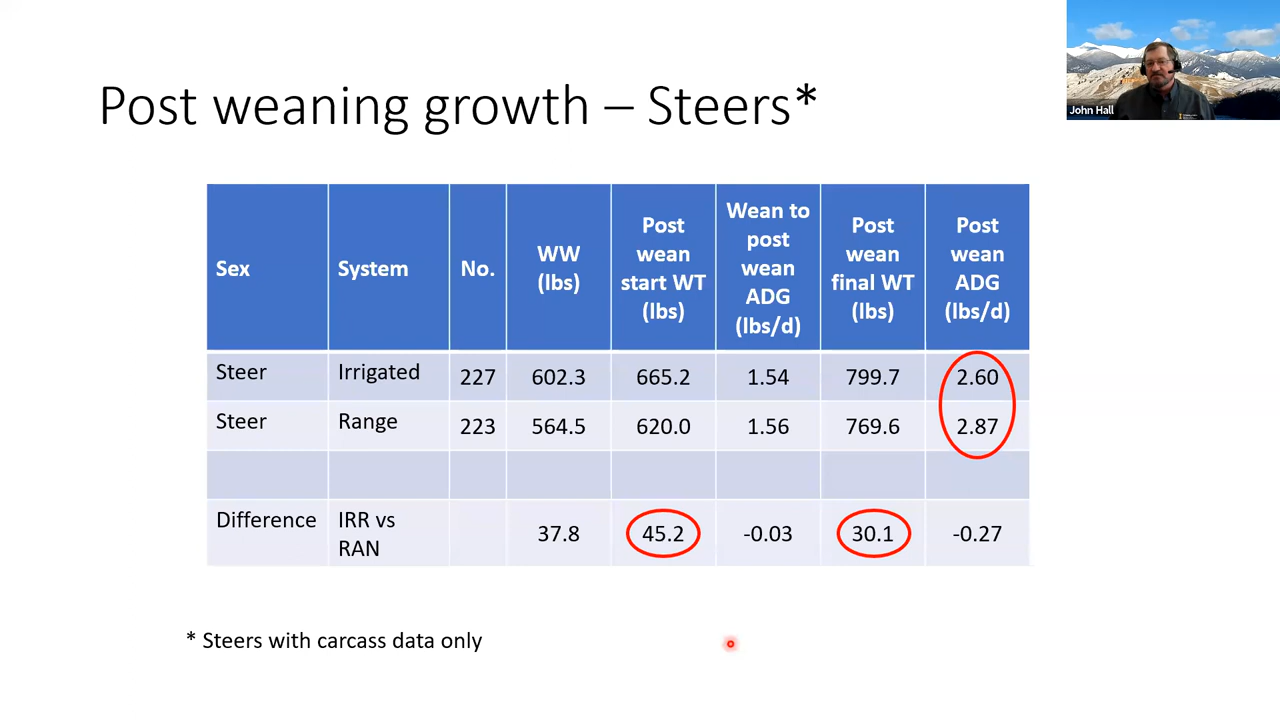 John Hall
Post weaning growth – Steers*
Sex
System
No.
WW
(lbs)
Post
wean
start WT
(lbs)
Wean to
post
wean
ADG
(lbs/d)
Post
wean
final WT
(lbs)
Post
wean
ADG
(lbs/d)
Steer Irrigated 227 602.3 665.2 1.54 799.7 2.60
Steer Range 223 564.5 620.0 1.56 769.6 2.87
Difference IRR vs
RAN
37.8 45.2 -0.03 30.1 -0.27
* Steers with carcass data only